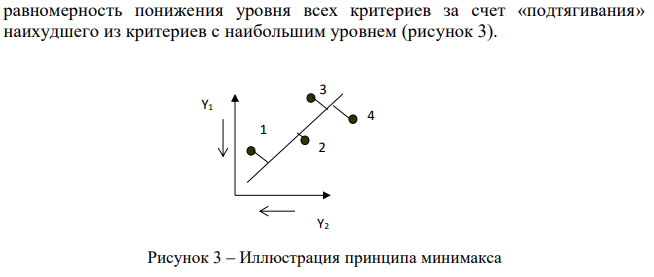 равномерность понижения уровня всех критериев за счет «подтягивания»
наихудшего из критериев с наибольшим уровнем (рисунок 3).
3
Y1
4
1
2
Y2
Рисунок 3 – Иллюстрация принципа минимакса